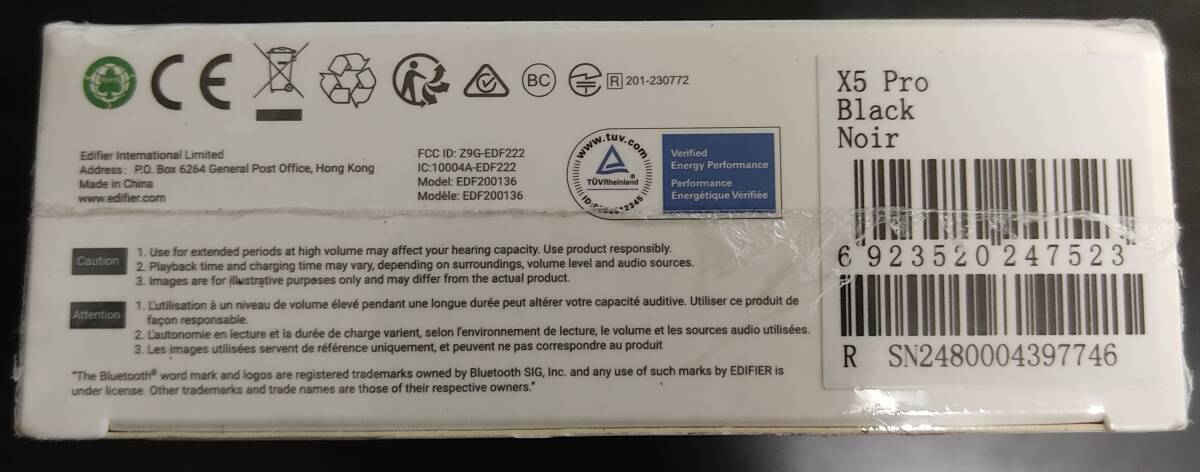 CE
BC
R 201-230772
Edifier International Limited
Address: P.O. Box 6264 General Post Office, Hong Kong
Made in China
www.edifier.com
FCC ID: Z9G-EDF222
IC:10004A-EDF222
Model: EDF200136
Modèle: EDF200136
www.tuv.com
TÜVRheinland®
Verified
Energy Performance
Performance
Énergétique Vérifiée
Caution
1. Use for extended periods at high volume may affect your hearing capacity. Use product responsibly.
2. Playback time and charging time may vary, depending on surroundings, volume level and audio sources.
3. Images are for illustrative purposes only and may differ from the actual product.
Attention
1. L'utilisation à un niveau de volume élevé pendant une longue durée peut altérer votre capacité auditive. Utiliser ce produit de
façon responsable.
2. L'autonomie en lecture et la durée de charge varient, selon l'environnement de lecture, le volume et les sources audio utilisées.
3. Les images utilisées servent de référence uniquement, et peuvent ne pas correspondre au produit
"The Bluetooth® word mark and logos are registered trademarks owned by Bluetooth SIG, Inc. and any use of such marks by EDIFIER is
under license. Other trademarks and trade names are those of their respective owners."
X5 Pro
Black
Noir
6 923520 247523
R SN2480004397746